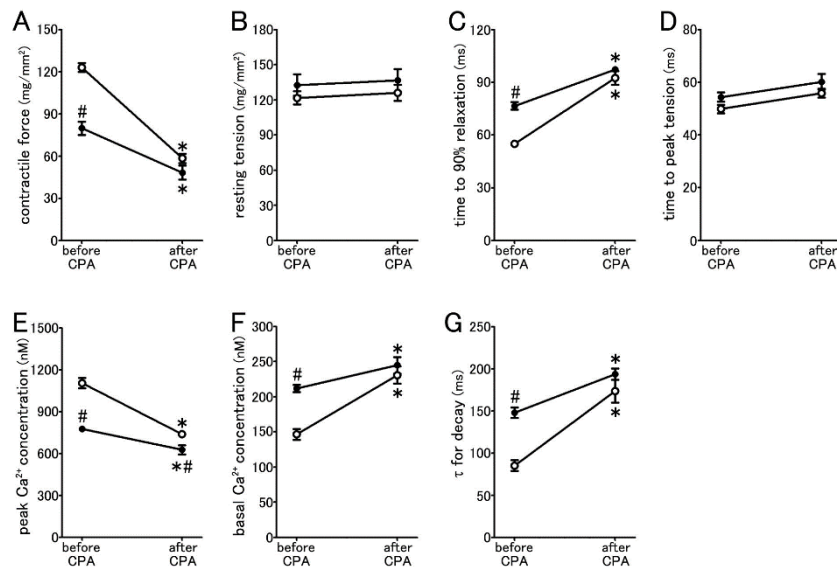 A
contractile force (mg/mm²)
160
120
80
40
0
#
*
*
before CPA
after CPA
B
resting tension (mg/mm²)
180
150
120
90
60
30
0
before CPA
after CPA
C
time to 90% relaxation (ms)
120
90
60
30
0
#
*
*
before CPA
after CPA
D
time to peak tension (ms)
80
60
40
20
0
before CPA
after CPA
E
peak Ca²⁺ concentration (nM)
1500
1200
900
600
300
0
#
*
*#
before CPA
after CPA
F
basal Ca²⁺ concentration (nM)
300
250
200
150
100
50
0
#
*
*
before CPA
after CPA
G
τ for decay (ms)
250
200
150
100
50
0
#
*
*
before CPA
after CPA